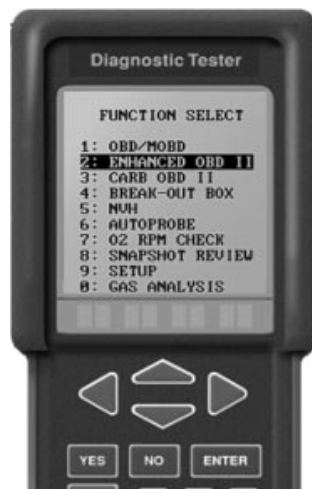 Diagnostic Tester
FUNCTION SELECT
1: OBD/MOBD
2: ENHANCED OBD II
3: CARB OBD II
4: BREAK-OUT BOX
5: NVH
6: AUTOPROBE
7: O2 RPM CHECK
8: SNAPSHOT REVIEW
9: SETUP
0: GAS ANALYSIS
YES NO ENTER